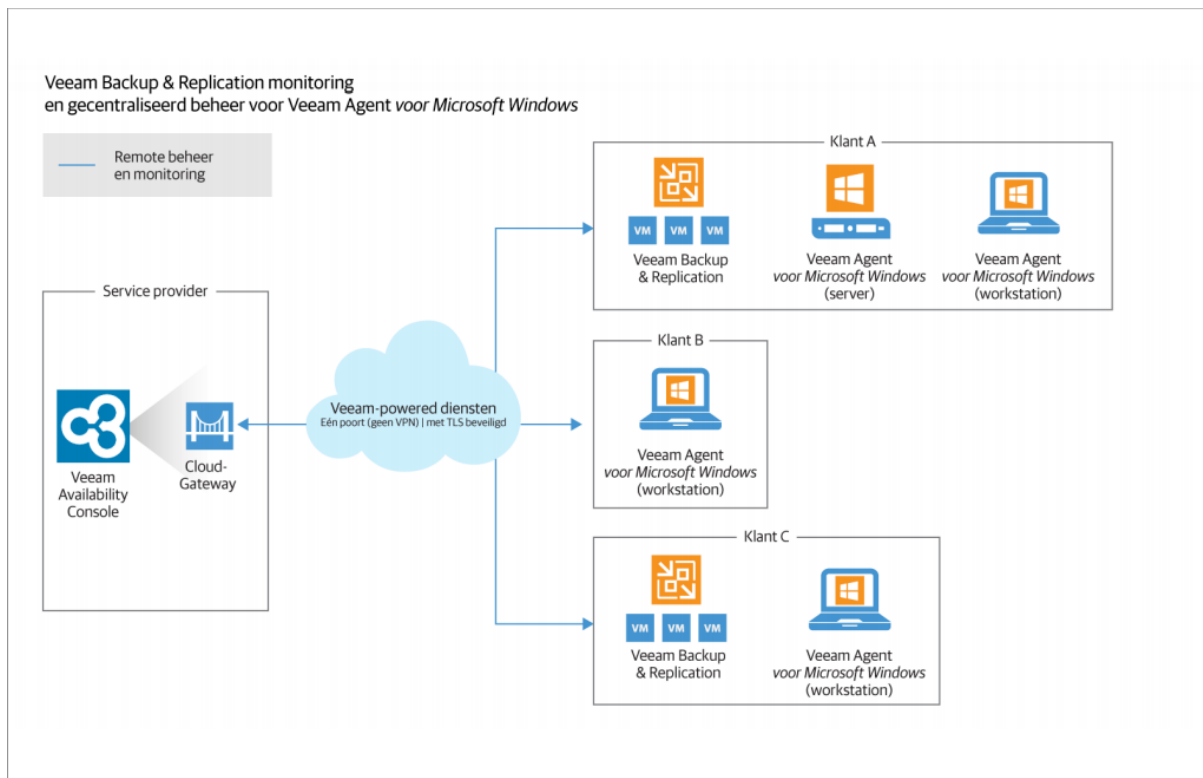 Veeam Backup & Replication monitoring
en gecentraliseerd beheer voor Veeam Agent voor Microsoft Windows
Remote beheer
en monitoring
Service provider
Veeam
Availability
Console
Cloud-
Gateway
Veeam-powered diensten
Eén poort (geen VPN) | met TLS beveiligd
Klant A
VM VM VM
Veeam Backup
& Replication
Veeam Agent
voor Microsoft Windows
(server)
Veeam Agent
voor Microsoft Windows
(workstation)
Klant B
Veeam Agent
voor Microsoft Windows
(workstation)
Klant C
VM VM VM
Veeam Backup
& Replication
Veeam Agent
voor Microsoft Windows
(workstation)